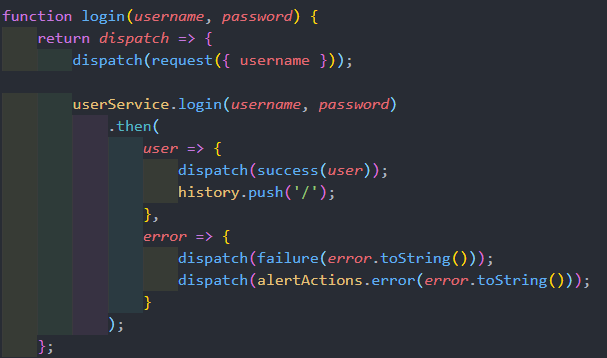 function login(username, password) {
    return dispatch => {
        dispatch(request({ username }));

        userService.login(username, password)
            .then(
                user => {
                    dispatch(success(user));
                    history.push('/');
                },
                error => {
                    dispatch(failure(error.toString()));
                    dispatch(alertActions.error(error.toString()));
                }
            );
    };